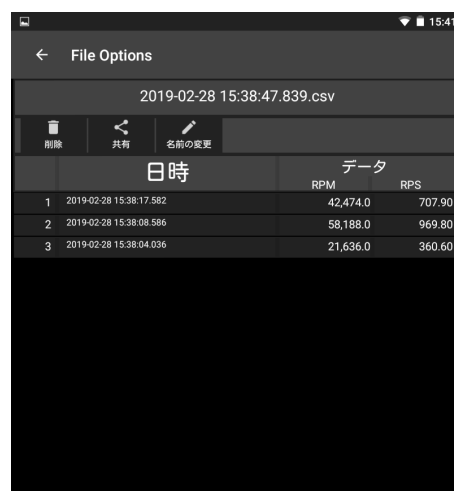 15:41
File Options
2019-02-28 15:38:47.839.csv
削除 共有 名前の変更
日時 データ
RPM RPS
1 2019-02-28 15:38:17.582 42,474.0 707.90
2 2019-02-28 15:38:08.586 58,188.0 969.80
3 2019-02-28 15:38:04.036 21,636.0 360.60